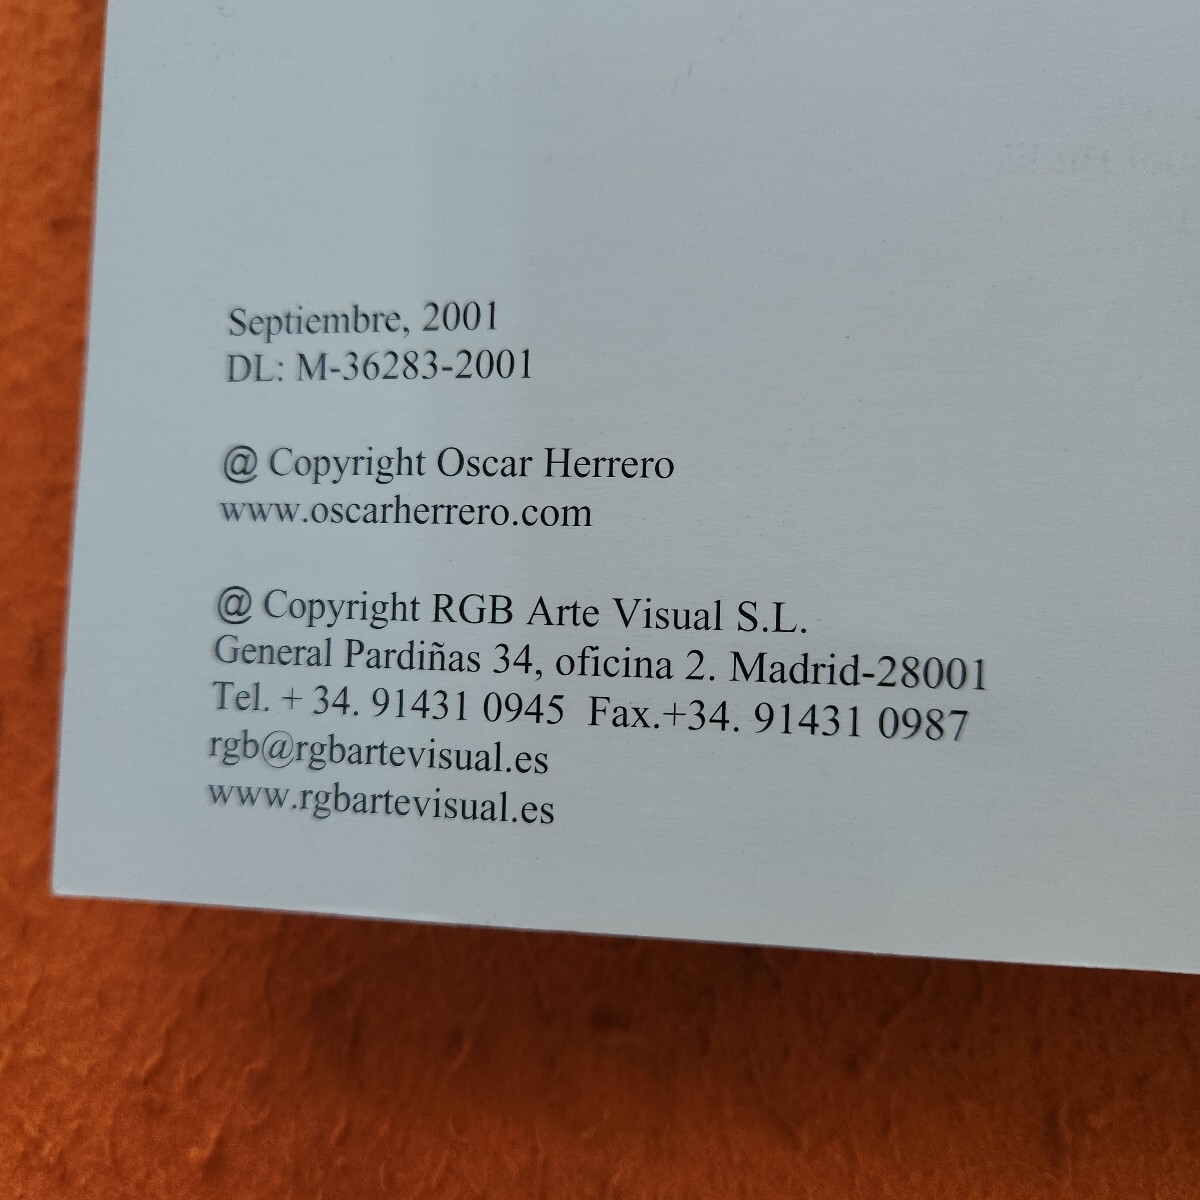 Septiembre, 2001
DL: M-36283-2001
@ Copyright Oscar Herrero
www.oscarherrero.com
@ Copyright RGB Arte Visual S.L.
General Pardiñas 34, oficina 2. Madrid-28001
Tel. + 34. 91431 0945 Fax.+34. 91431 0987
rgb@rgbartevisual.es
www.rgbartevisual.es